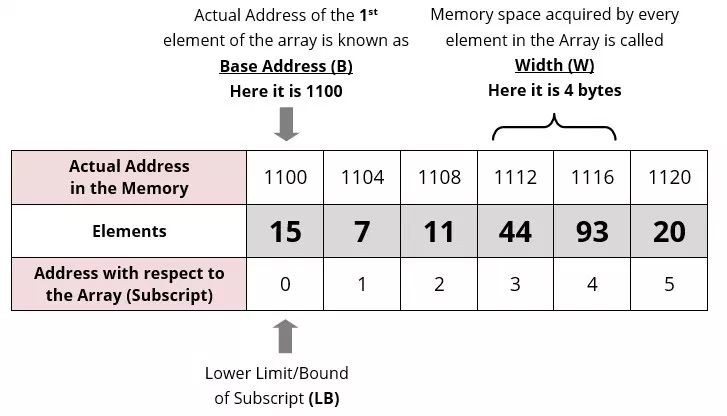 Actual Address of the 1st
element of the array is known as
Base Address (B)
Here it is 1100
Memory space acquired by every
element in the Array is called
Width (W)
Here it is 4 bytes
Actual Address
in the Memory
1100 1104 1108 1112 1116 1120
Elements 15 7 11 44 93 20
Address with respect to
the Array (Subscript)
0 1 2 3 4 5
Lower Limit/Bound
of Subscript (LB)